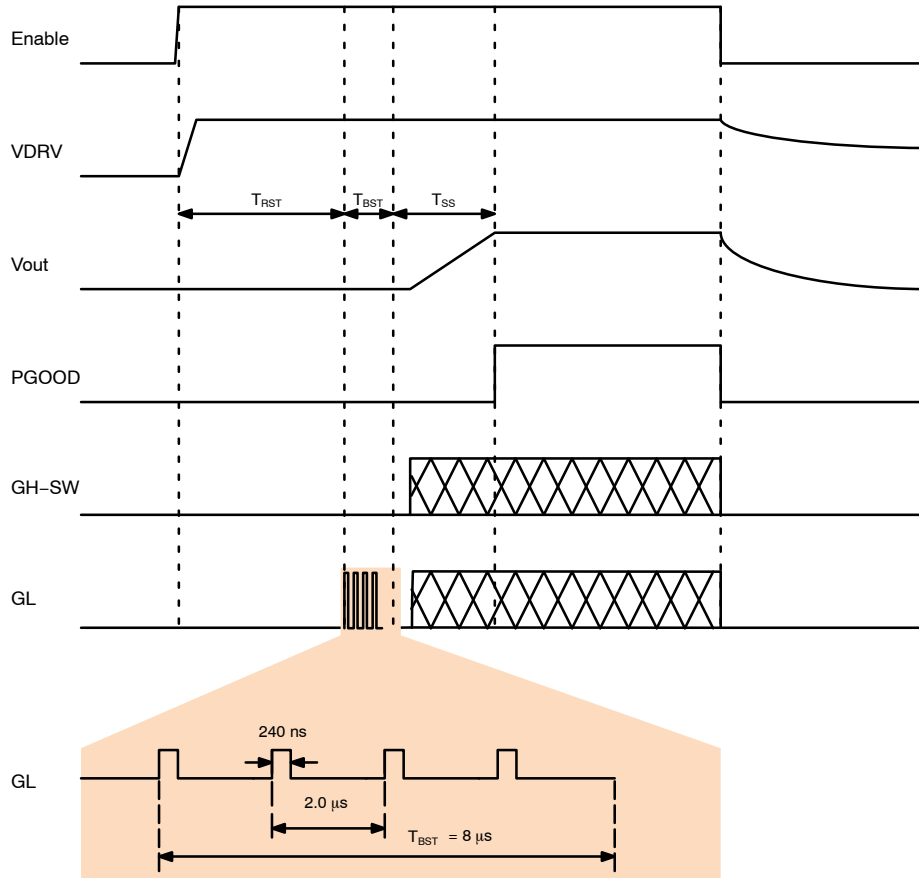 Enable
VDRV
TRST TBST TSS
Vout
PGOOD
GH−SW
GL
240 ns
GL
2.0 μs
TBST = 8 μs